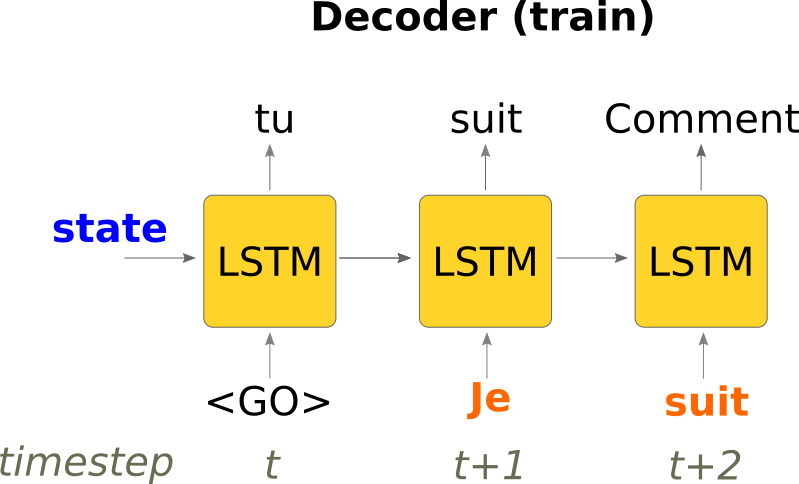 Decoder (train)
tu suit Comment
state
LSTM LSTM LSTM
<GO> Je suit
timestep t t+1 t+2